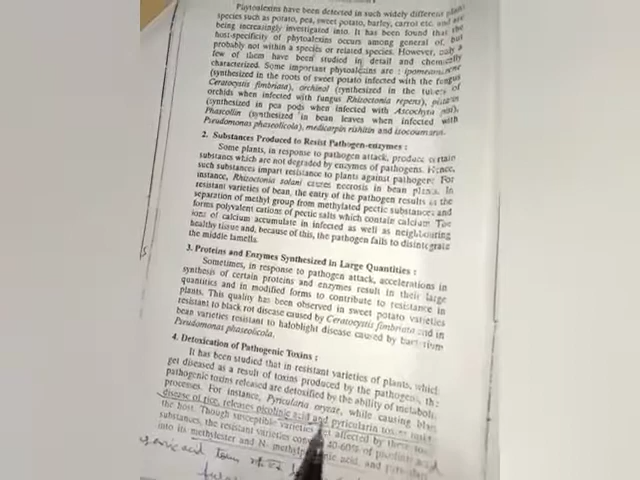 Phytoalexins have been detected in such widely different plant
species such as potato, pea, sweet potato, barley, carrot etc. and are
being increasingly investigated into. It has been found that the
host-specificity of phytoalexins occurs among general of, but
probably not within a species or related species. However, only a
few of them have been studied in detail and chemically
characterized. Some important phytoalexins are : ipomeamarone
(synthesized in the roots of sweet potato infected with the fungus
Ceratocystis fimbriata), orchinol (synthesized in the tubers of
orchids when infected with fungus Rhizoctonia repens), pisatin
(synthesized in pea pods when infected with Ascochyta pisi),
Phascollin (synthesized in bean leaves when infected with
Pseudomonas phaseolicola), medicarpin rishitin and isocoumarin.
2. Substances Produced to Resist Pathogen-enzymes :
Some plants, in response to pathogen attack, produce certain
substances which are not degraded by enzymes of pathogens. Hence,
such substances impart resistance to plants against pathogens. For
instance, Rhizoctonia solani causes necrosis in bean plants. In
resistant varieties of bean, the entry of the pathogen results in the
separation of methyl group from methylated pectic substances and
forms polyvalent cations of pectic salts which contain calcium. The
ions of calcium accumulate in infected as well as neighbouring
healthy tissue and, because of this, the pathogen fails to disintegrate
the middle lamella.
3. Proteins and Enzymes Synthesized in Large Quantities :
Sometimes, in response to pathogen attack, accelerations in
synthesis of certain proteins and enzymes result in their large
quantities and in modified forms to contribute to resistance in
plants. This quality has been observed in sweet potato varieties
resistant to black rot disease caused by Ceratocystis fimbriata and in
bean varieties resistant to haloblight disease caused by bacterium
Pseudomonas phaseolicola.
4. Detoxication of Pathogenic Toxins :
It has been studied that in resistant varieties of plants, which
get diseased as a result of toxins produced by the pathogens, the
pathogenic toxins released are detoxified by the ability of metabolic
processes. For instance, Pyricularia oryzae, while causing blast
disease of rice, releases picolinic acid and pyricularin toxins
the host. Though susceptible varieties get affected by these
substances, the resistant varieties 40-60% of picolinic acid
into its methylester and N- acid, and
acid toxin